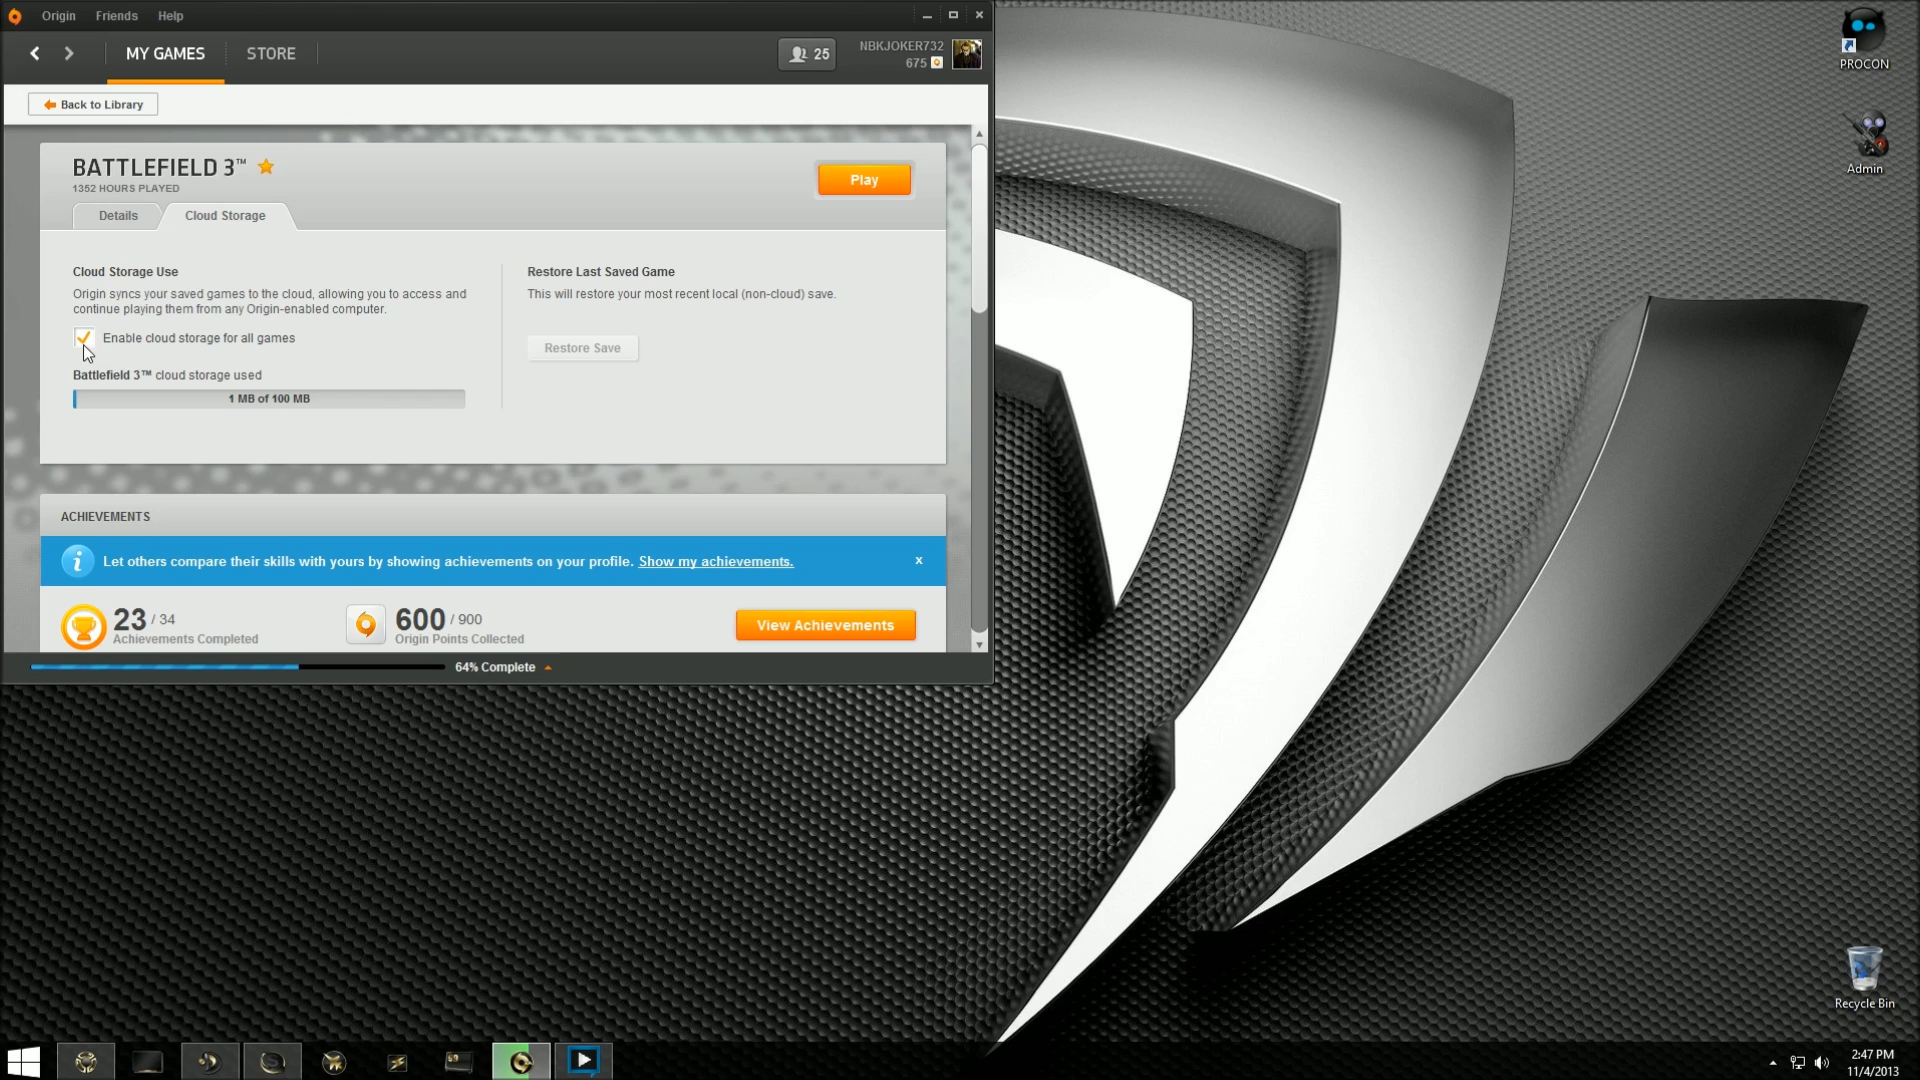 Origin Friends Help
MY GAMES STORE
25
NBKJOKER732
675
Back to Library
BATTLEFIELD 3™
1352 HOURS PLAYED
Play
Details Cloud Storage
Cloud Storage Use
Origin syncs your saved games to the cloud, allowing you to access and
continue playing them from any Origin-enabled computer.
Enable cloud storage for all games
Battlefield 3™ cloud storage used
1 MB of 100 MB
Restore Last Saved Game
This will restore your most recent local (non-cloud) save.
Restore Save
ACHIEVEMENTS
Let others compare their skills with yours by showing achievements on your profile. Show my achievements.
x
23 / 34
Achievements Completed
600 / 900
Origin Points Collected
View Achievements
64% Complete
PROCON
Admin
Recycle Bin
2:47 PM
11/4/2013